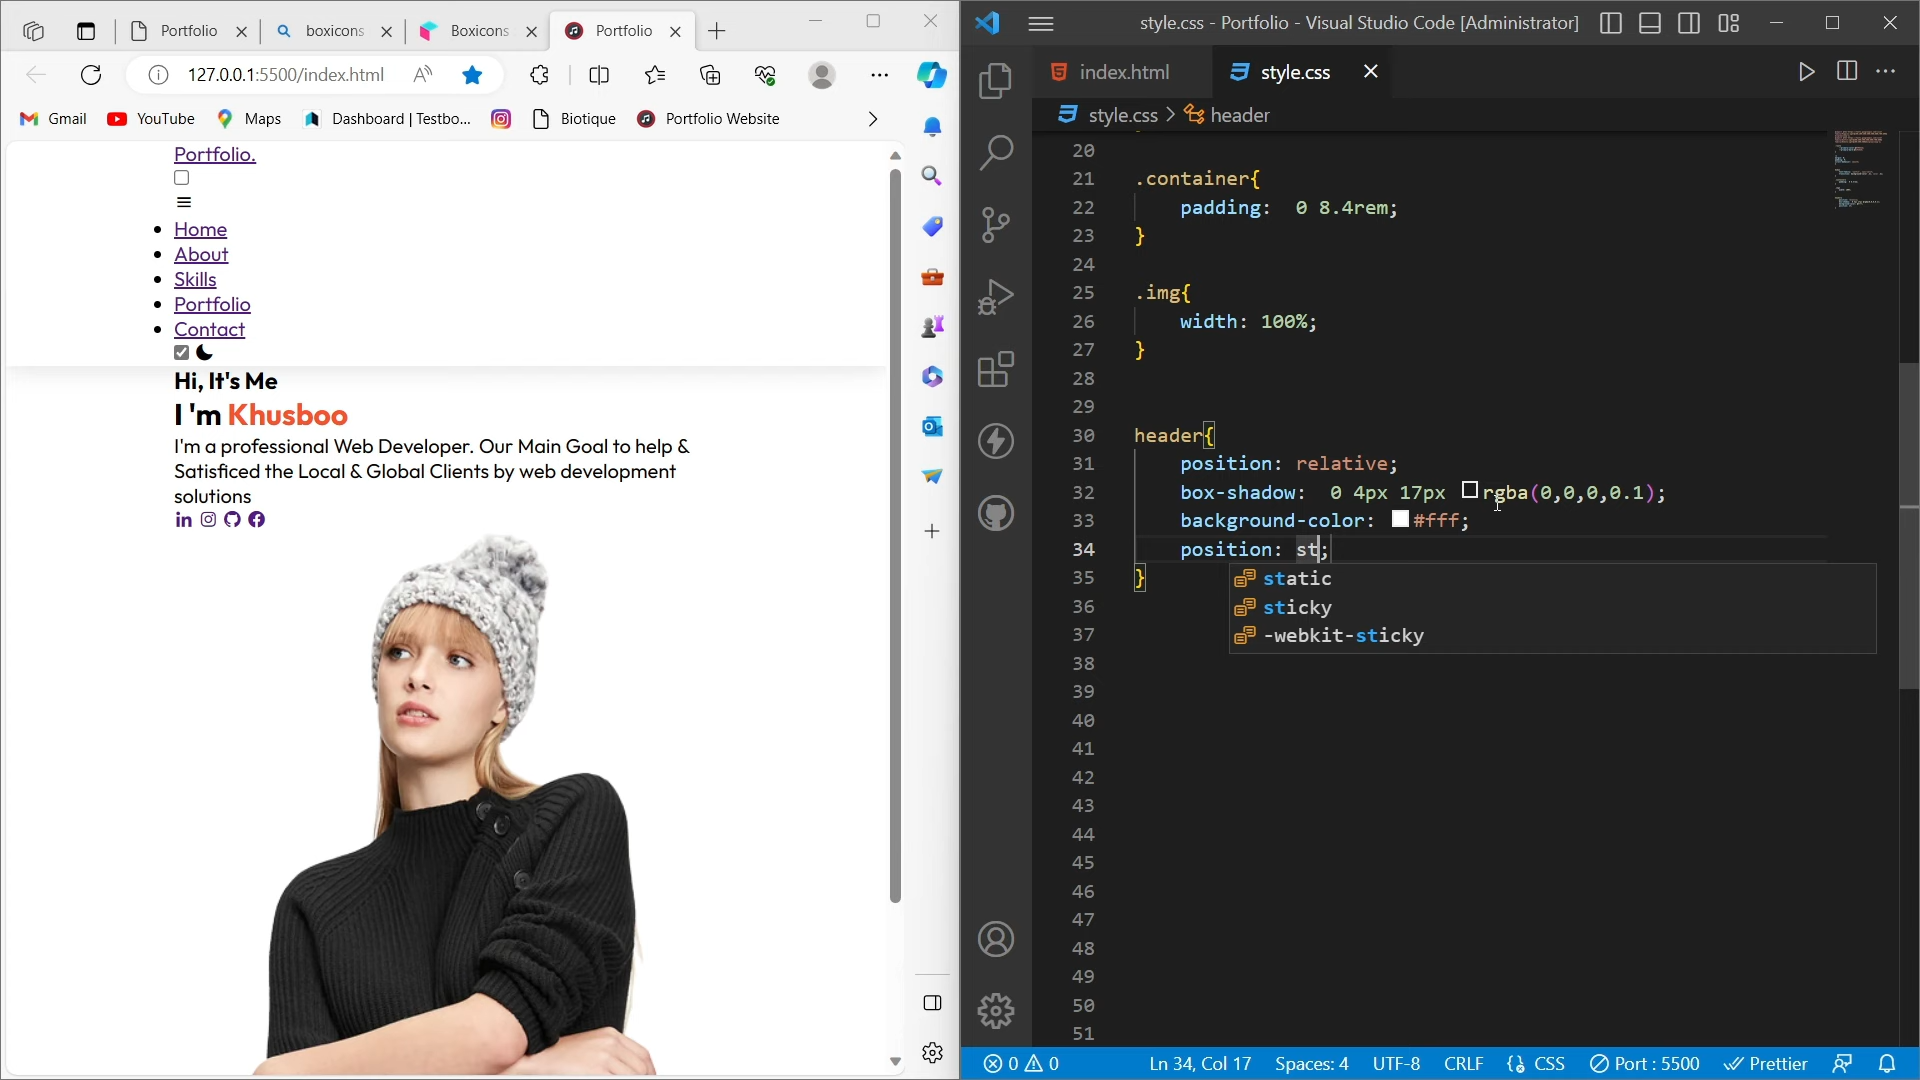 Portfolio
boxicons
Boxicons
Portfolio
127.0.0.1:5500/index.html
Gmail
YouTube
Maps
Dashboard | Testbo...
Biotique
Portfolio Website
Portfolio.
Home
About
Skills
Portfolio
Contact
Hi, It's Me
I 'm Khusboo
I'm a professional Web Developer. Our Main Goal to help &
Satisficed the Local & Global Clients by web development
solutions
style.css - Portfolio - Visual Studio Code [Administrator]
index.html
style.css
style.css > header
20
21 .container{
22 padding: 0 8.4rem;
23 }
24
25 .img{
26 width: 100%;
27 }
28
29
30 header{
31 position: relative;
32 box-shadow: 0 4px 17px rgba(0,0,0,0.1);
33 background-color: #fff;
34 position: st;
35 }
static
36
sticky
37
-webkit-sticky
38
39
40
41
42
43
44
45
46
47
48
49
50
51
0 0
Ln 34, Col 17
Spaces: 4
UTF-8
CRLF
{} CSS
Port : 5500
Prettier